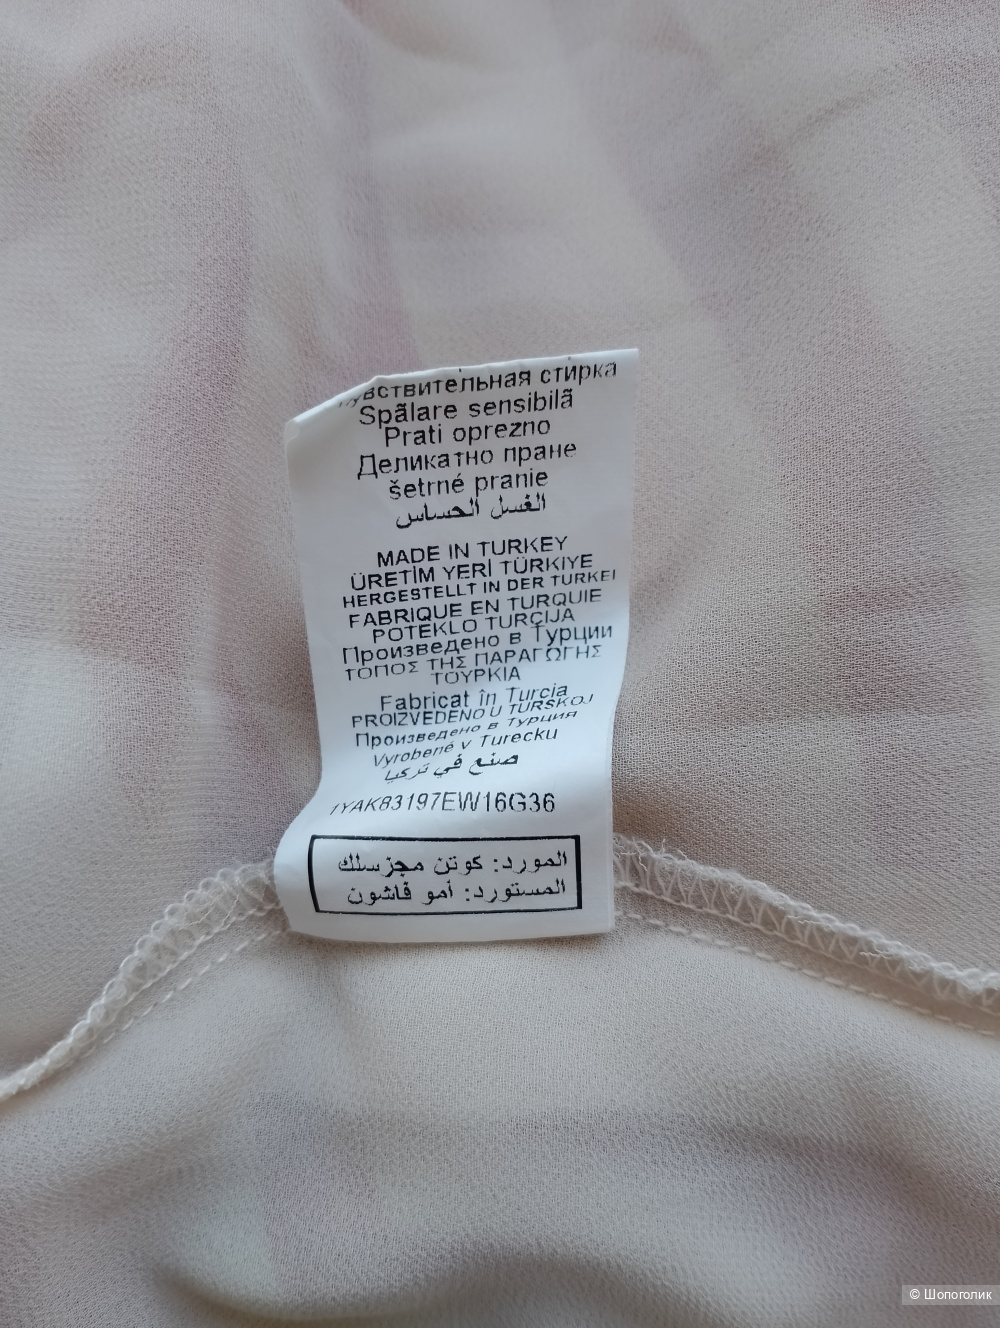 чувствительная стирка
Spãlare sensibilã
Prati oprezno
Деликатно пране
šetrné pranie
الغسل الحساس
MADE IN TURKEY
ÜRETİM YERİ TÜRKİYE
HERGESTELLT IN DER TURKEI
FABRIQUE EN TURQUIE
POTEKLO TURČIJA
Произведено в Турции
ΤΟΠΟΣ ΤΗΣ ΠΑΡΑΓΩΓΗΣ
ΤΟΥΡΚΙΑ
Fabricat în Turcia
PROIZVEDENO U TURSKOJ
Произведено в Турция
Vyrobené v Turecku
صنع في تركيا
1YAK83197EW16G36
المورد: كوتن مجزسلك
المستورد: أمو فاشون
© Шопоголик